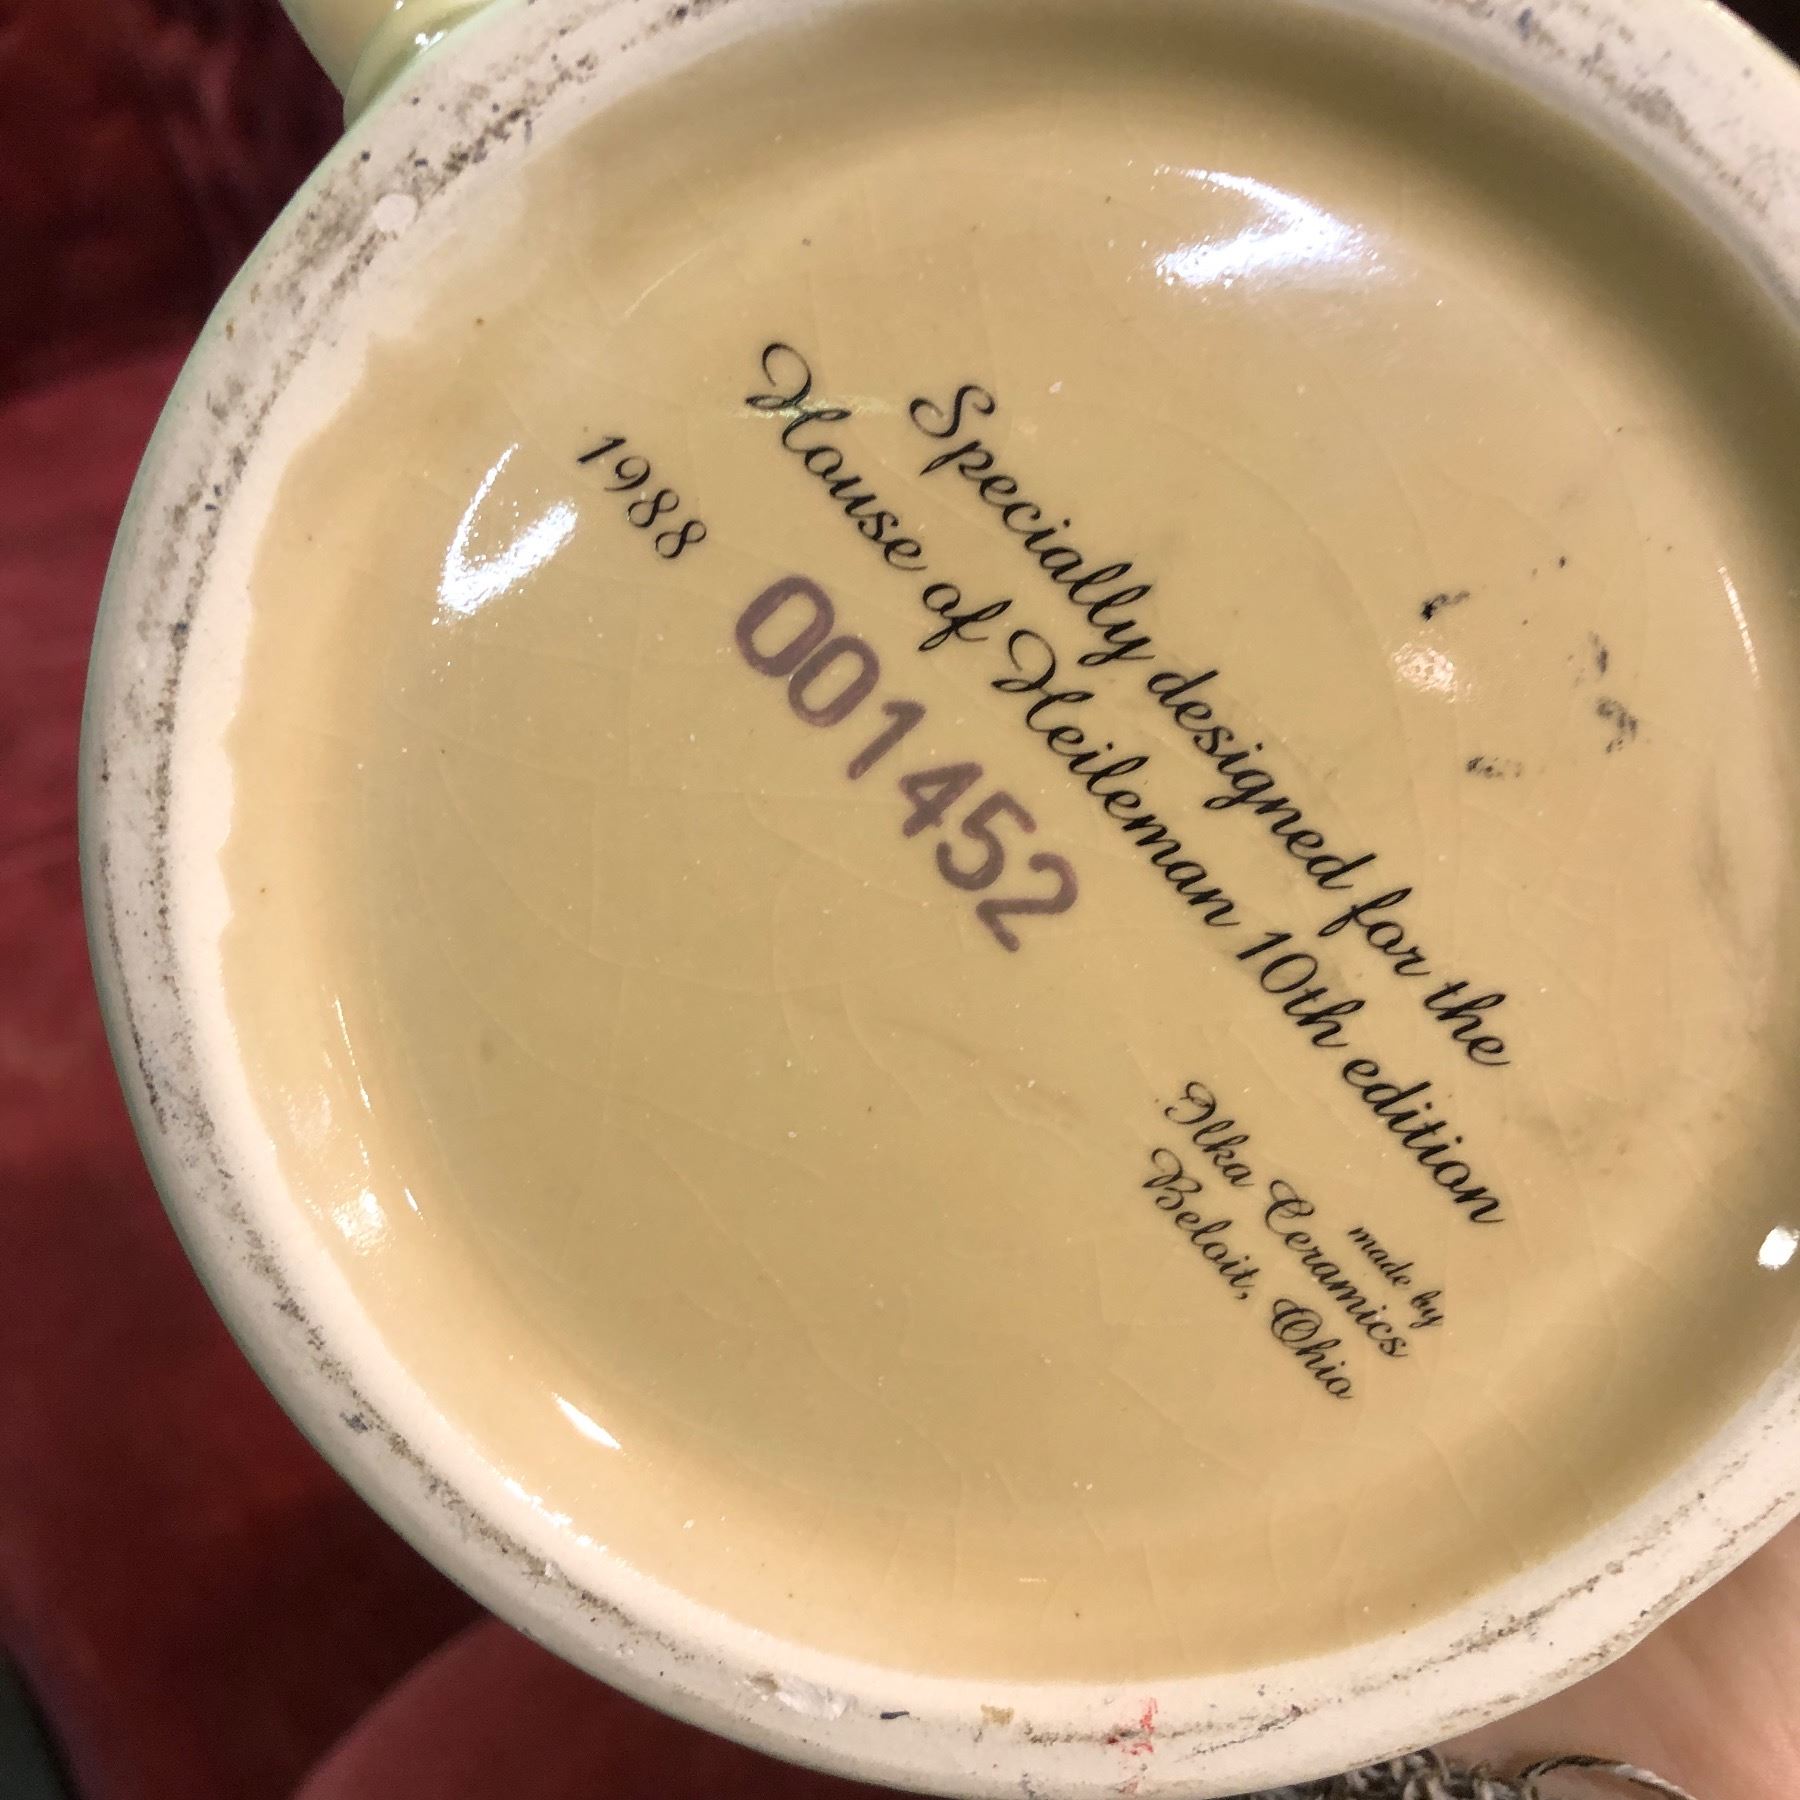 Specially designed for the
House of Heileman 10th edition
1988
001452
made by
Ilka Ceramics
Beloit, Ohio